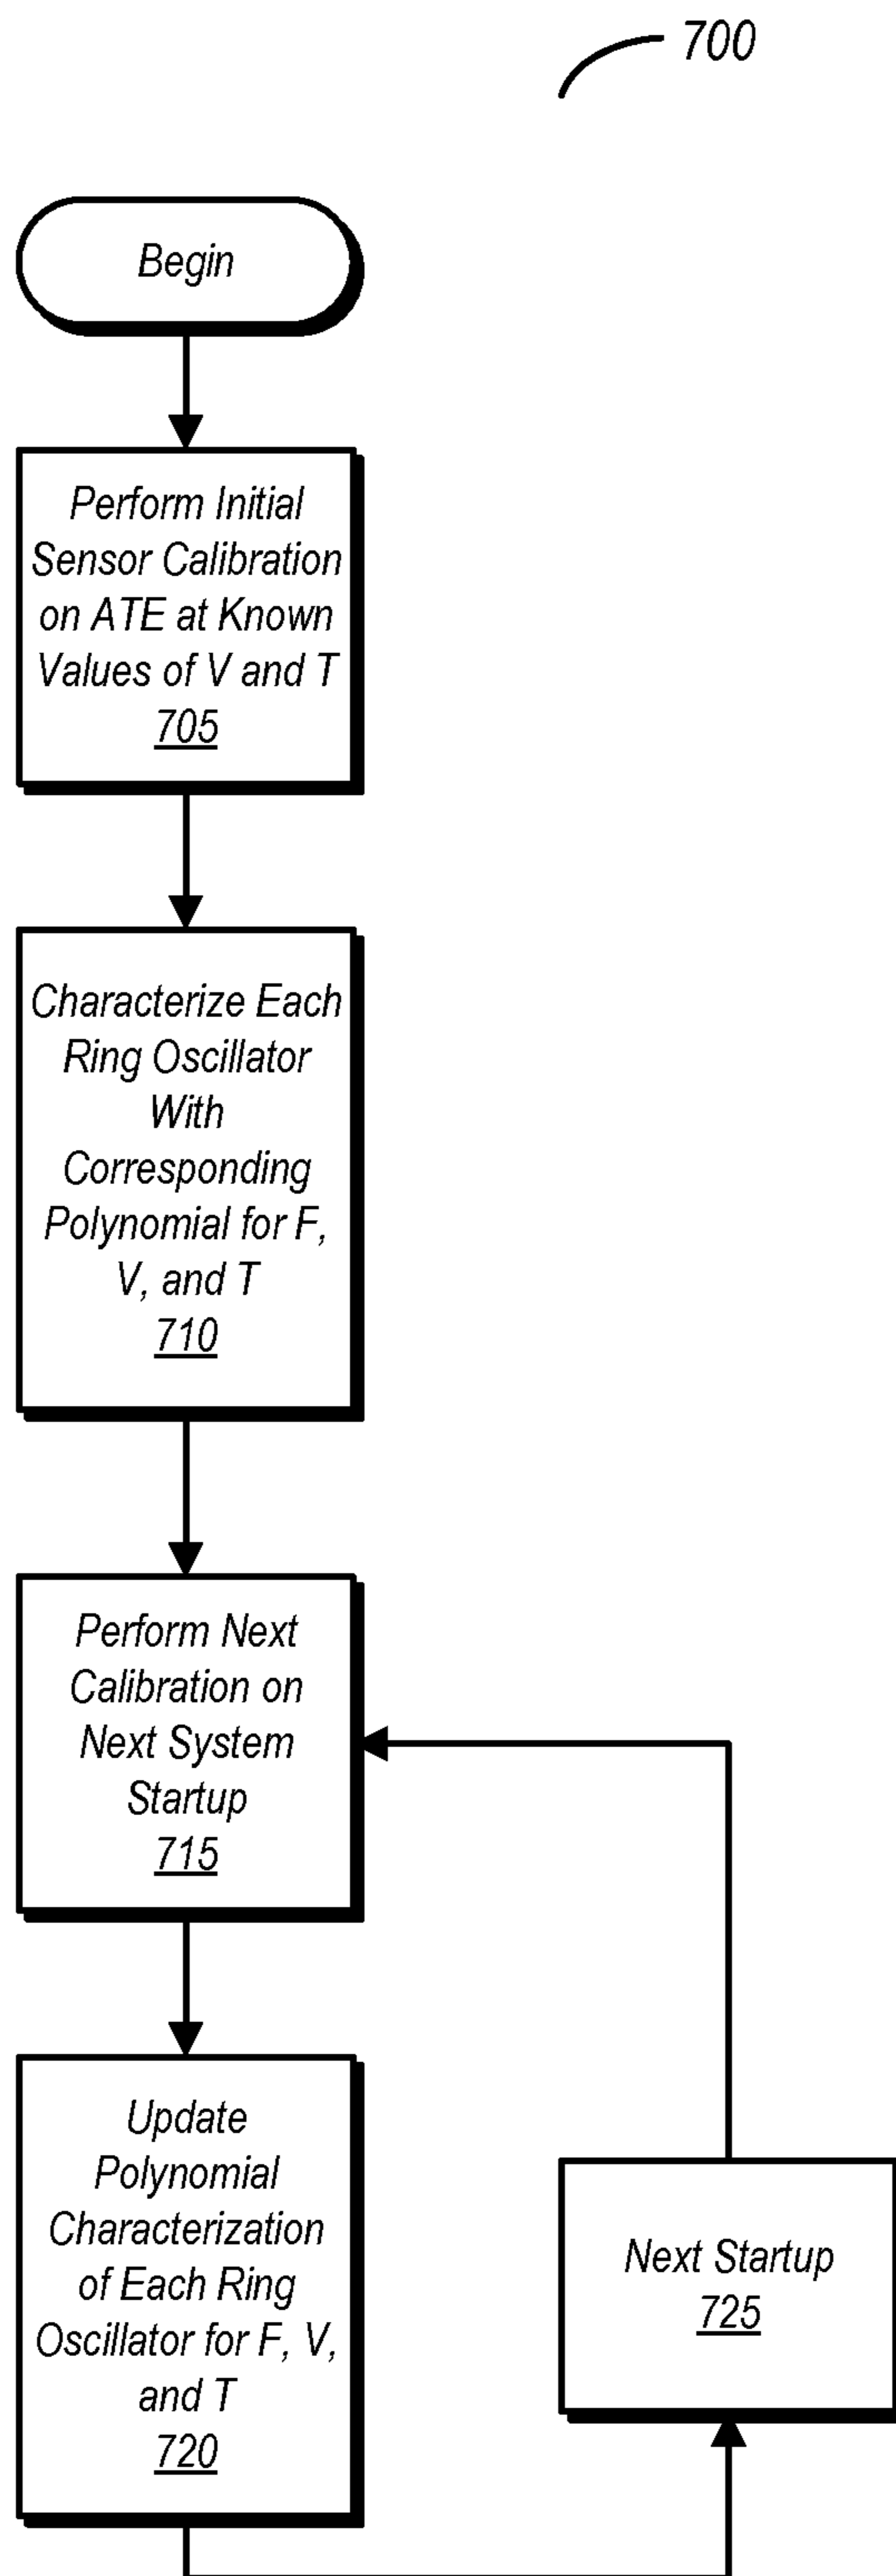 700
Begin
Perform Initial
Sensor Calibration
on ATE at Known
Values of V and T
705
Characterize Each
Ring Oscillator
With
Corresponding
Polynomial for F,
V, and T
710
Perform Next
Calibration on
Next System
Startup
715
Update
Polynomial
Characterization
of Each Ring
Oscillator for F, V,
and T
720
Next Startup
725